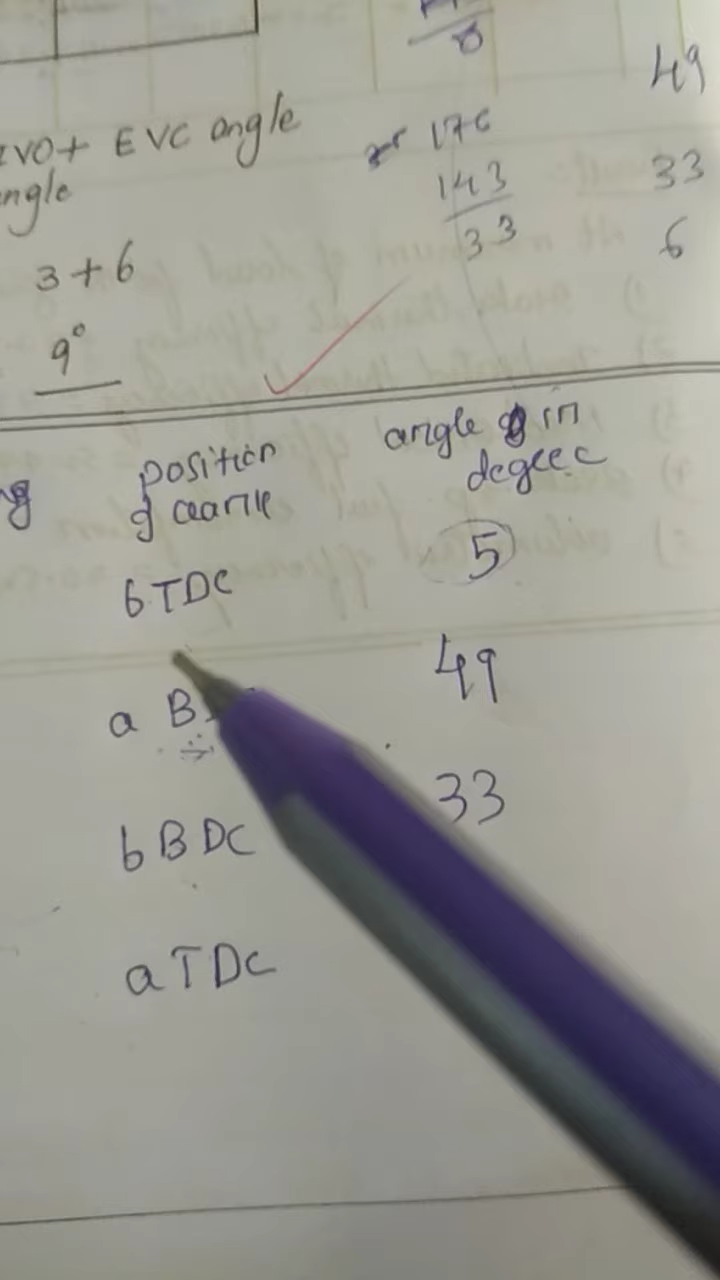 49
IVO+ EVC angle
176
ngle
143
33
33
3+6
6
9°
position
angle in
g
degree
of crank
5
bTDC
49
a B
33
bBDC
aTDC